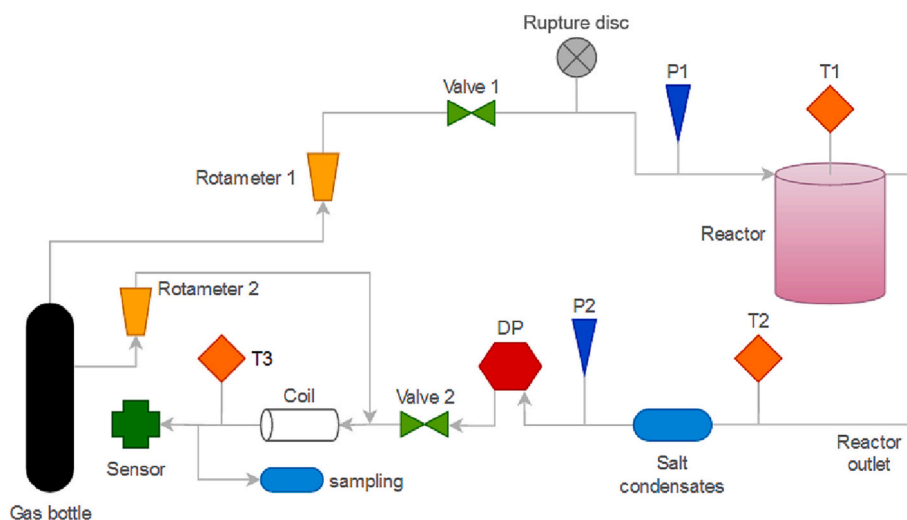 Rupture disc
Valve 1
P1
T1
Rotameter 1
Reactor
Rotameter 2
P2
T2
DP
T3
Coil
Valve 2
Sensor
sampling
Salt
condensates
Reactor
outlet
Gas bottle